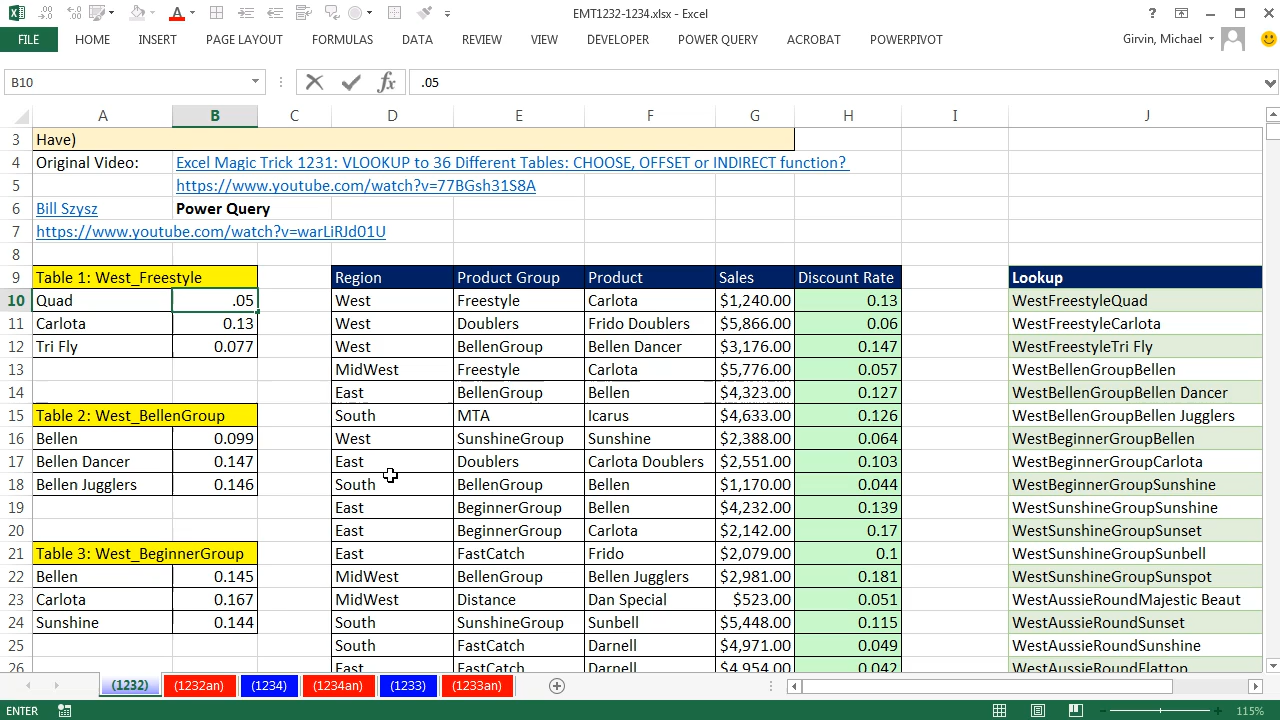 EMT1232-1234.xlsx - Excel
FILE HOME INSERT PAGE LAYOUT FORMULAS DATA REVIEW VIEW DEVELOPER POWER QUERY ACROBAT POWERPIVOT Girvin, Michael
B10 fx .05
A B C D E F G H I J
3 Have)
4 Original Video: Excel Magic Trick 1231: VLOOKUP to 36 Different Tables: CHOOSE, OFFSET or INDIRECT function?
5 https://www.youtube.com/watch?v=77BGsh31S8A
6 Bill Szysz Power Query
7 https://www.youtube.com/watch?v=warLiRJd01U
8
9 Table 1: West_Freestyle Region Product Group Product Sales Discount Rate Lookup
10 Quad .05 West Freestyle Carlota $1,240.00 0.13 WestFreestyleQuad
11 Carlota 0.13 West Doublers Frido Doublers $5,866.00 0.06 WestFreestyleCarlota
12 Tri Fly 0.077 West BellenGroup Bellen Dancer $3,176.00 0.147 WestFreestyleTri Fly
13 MidWest Freestyle Carlota $5,776.00 0.057 WestBellenGroupBellen
14 East BellenGroup Bellen $4,323.00 0.127 WestBellenGroupBellen Dancer
15 Table 2: West_BellenGroup South MTA Icarus $4,633.00 0.126 WestBellenGroupBellen Jugglers
16 Bellen 0.099 West SunshineGroup Sunshine $2,388.00 0.064 WestBeginnerGroupBellen
17 Bellen Dancer 0.147 East Doublers Carlota Doublers $2,551.00 0.103 WestBeginnerGroupCarlota
18 Bellen Jugglers 0.146 South BellenGroup Bellen $1,170.00 0.044 WestBeginnerGroupSunshine
19 East BeginnerGroup Bellen $4,232.00 0.139 WestSunshineGroupSunshine
20 East BeginnerGroup Carlota $2,142.00 0.17 WestSunshineGroupSunset
21 Table 3: West_BeginnerGroup East FastCatch Frido $2,079.00 0.1 WestSunshineGroupSunbell
22 Bellen 0.145 MidWest BellenGroup Bellen Jugglers $2,981.00 0.181 WestSunshineGroupSunspot
23 Carlota 0.167 MidWest Distance Dan Special $523.00 0.051 WestAussieRoundMajestic Beaut
24 Sunshine 0.144 South SunshineGroup Sunbell $5,448.00 0.115 WestAussieRoundSunset
25 South FastCatch Darnell $4,971.00 0.049 WestAussieRoundSunshine
26 East FastCatch Darnell $4,954.00 0.042 WestAussieRoundFlattop
(1232) (1232an) (1234) (1234an) (1233) (1233an)
ENTER 115%